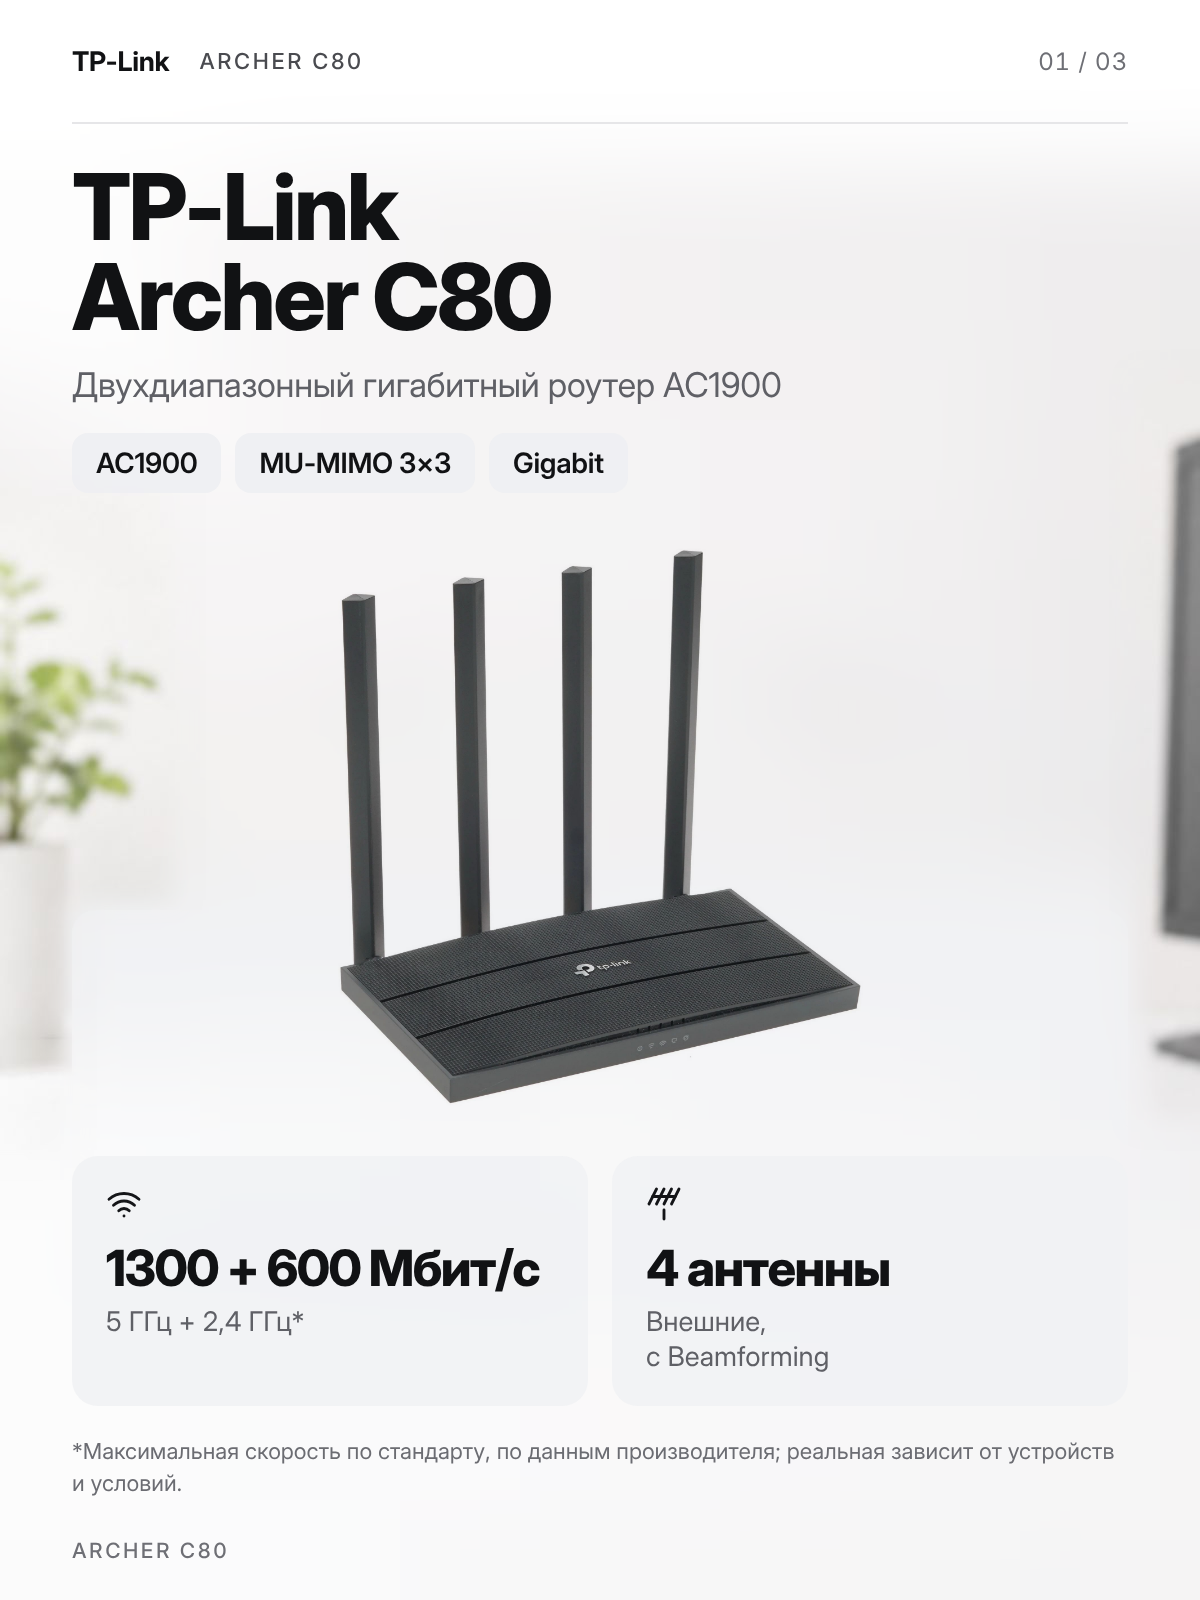 TP-Link ARCHER C80 01 / 03
TP-Link
Archer C80
Двухдиапазонный гигабитный роутер AC1900
AC1900 MU-MIMO 3×3 Gigabit
tp-link
1300 + 600 Мбит/с
5 ГГц + 2,4 ГГц*
4 антенны
Внешние,
с Beamforming
*Максимальная скорость по стандарту, по данным производителя; реальная зависит от устройств
и условий.
ARCHER C80